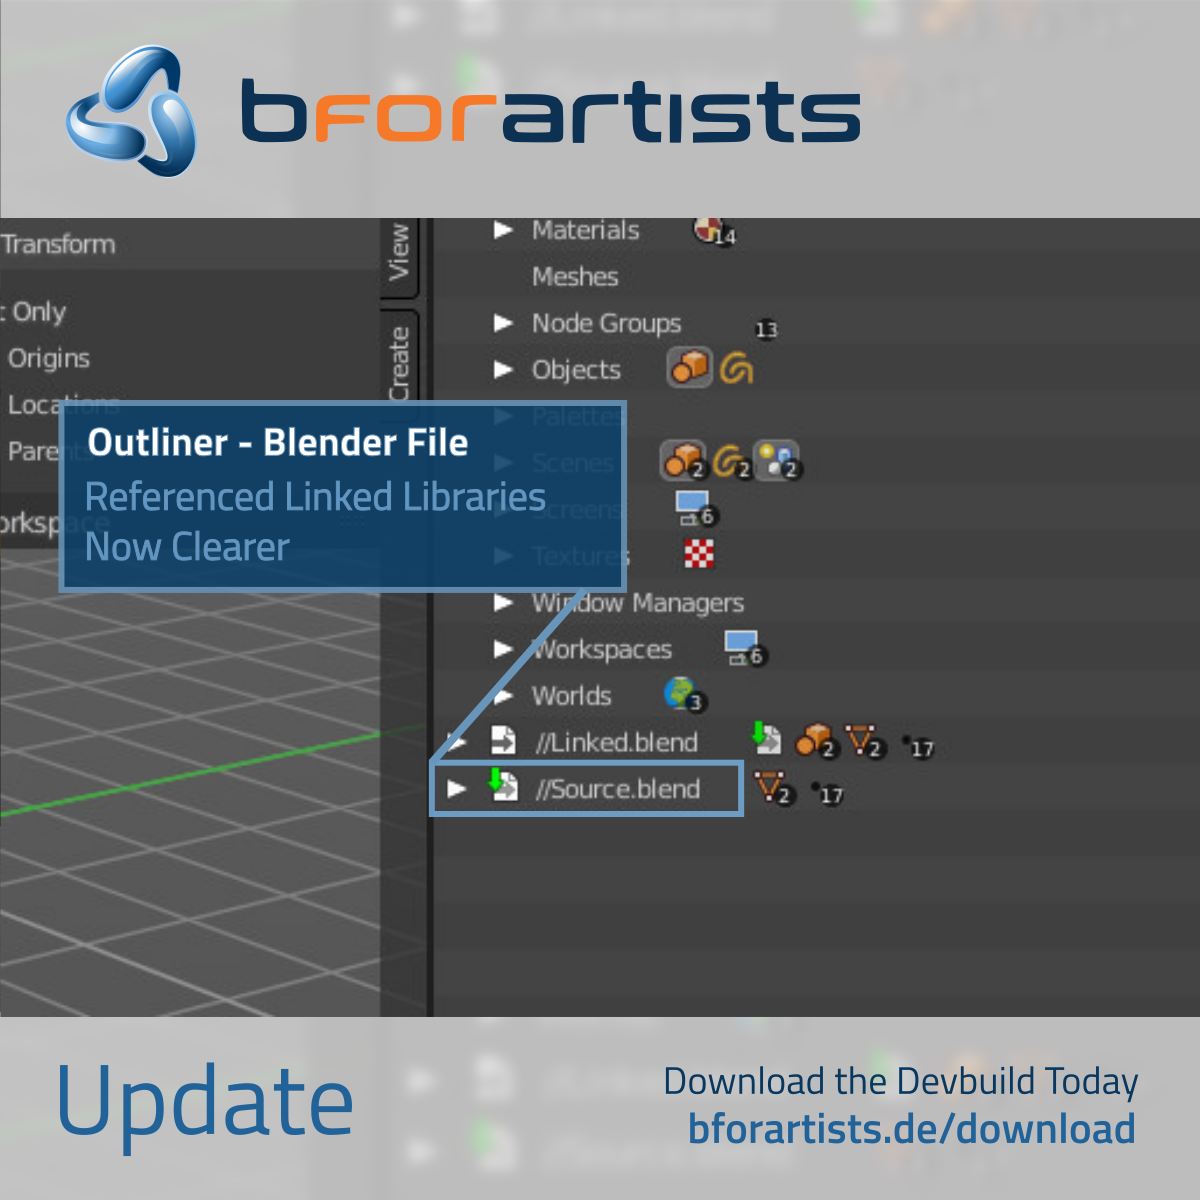 bforartists
Transform
View
Materials 14
Meshes
t Only
Node Groups 13
Origins
Create
Objects
Locations
Palettes
Outliner - Blender File
Parent
Scenes 2 2 2
Referenced Linked Libraries
Screens 6
orkspace
Now Clearer
Textures
Window Managers
Workspaces 6
Worlds 3
//Linked.blend 2 2 17
//Source.blend 2 17
Update
Download the Devbuild Today
bforartists.de/download